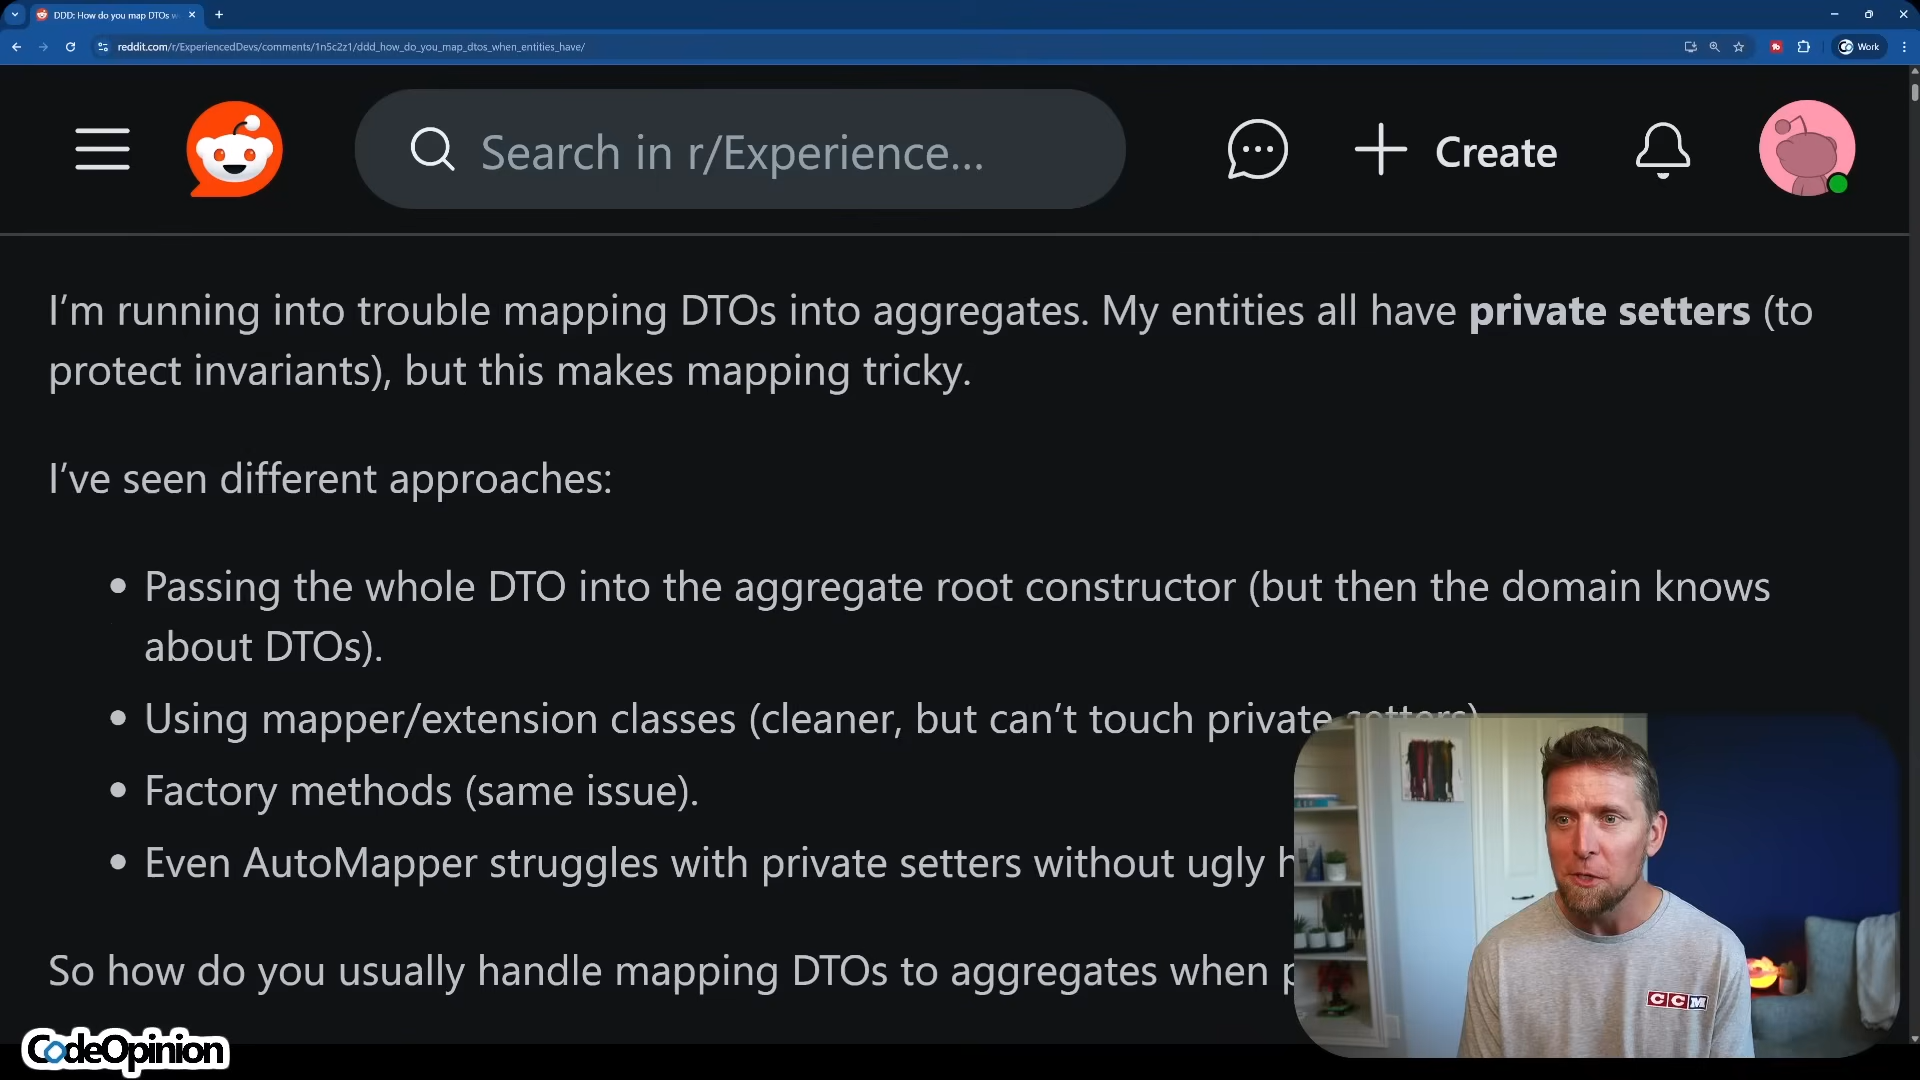 DDD: How do you map DTOs w
reddit.com/r/ExperiencedDevs/comments/1n5c2z1/ddd_how_do_you_map_dtos_when_entities_have/
Work
Search in r/Experience...
Create
I’m running into trouble mapping DTOs into aggregates. My entities all have private setters (to
protect invariants), but this makes mapping tricky.
I’ve seen different approaches:
Passing the whole DTO into the aggregate root constructor (but then the domain knows
about DTOs).
Using mapper/extension classes (cleaner, but can’t touch private setters)
Factory methods (same issue).
Even AutoMapper struggles with private setters without ugly h
So how do you usually handle mapping DTOs to aggregates when p
CCM
CodeOpinion